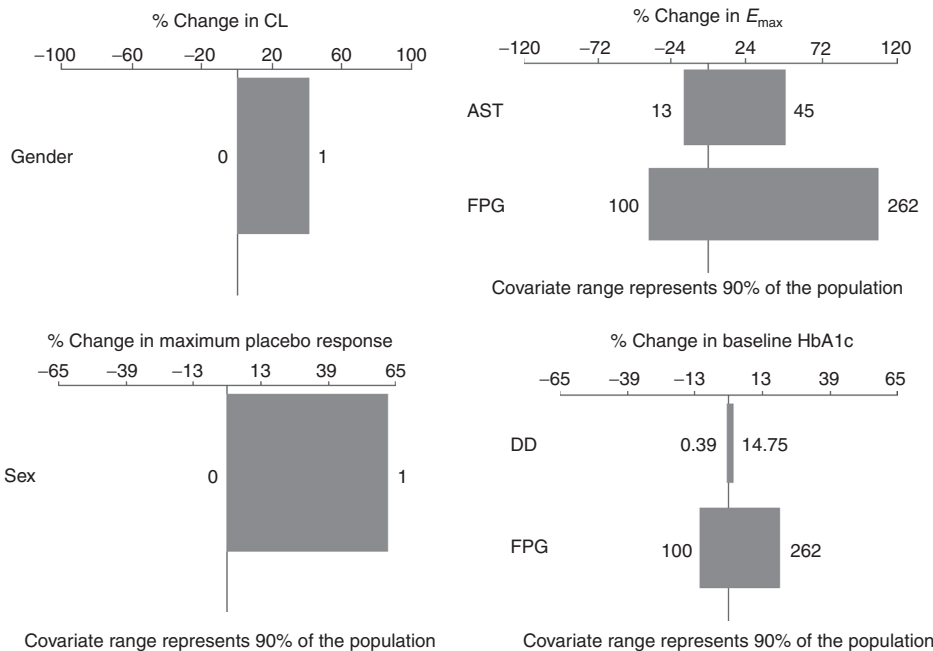 % Change in CL
−100 −60 −20 20 60 100
Gender 0 1
% Change in Emax
−120 −72 −24 24 72 120
AST 13 45
FPG 100 262
Covariate range represents 90% of the population
% Change in maximum placebo response
−65 −39 −13 13 39 65
Sex 0 1
Covariate range represents 90% of the population
% Change in baseline HbA1c
−65 −39 −13 13 39 65
DD 0.39 14.75
FPG 100 262
Covariate range represents 90% of the population